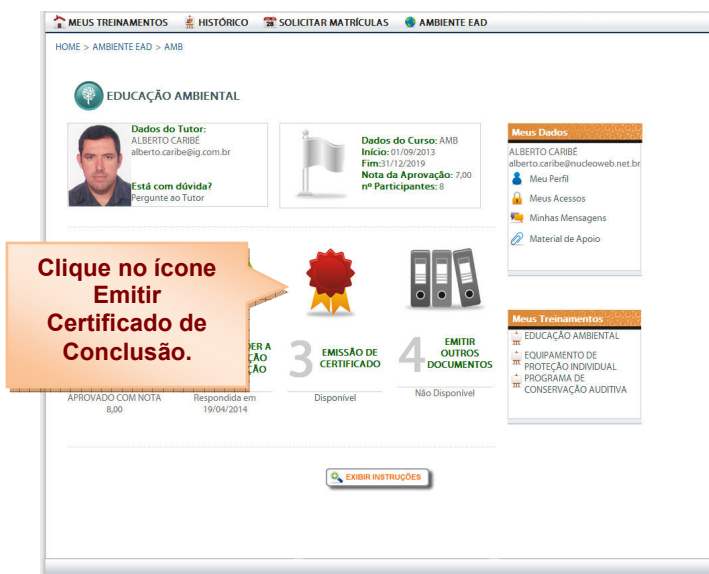 MEUS TREINAMENTOS HISTÓRICO 28 SOLICITAR MATRÍCULAS AMBIENTE EAD
HOME > AMBIENTE EAD > AMB
EDUCAÇÃO AMBIENTAL
Dados do Tutor:
ALBERTO CARIBÉ
alberto.caribe@ig.com.br
Está com dúvida?
Pergunte ao Tutor
Dados do Curso: AMB
Início: 01/09/2013
Fim:31/12/2019
Nota da Aprovação: 7,00
nº Participantes: 8
Meus Dados
ALBERTO CARIBÉ
alberto.caribe@nucleoweb.net.br
Meu Perfil
Meus Acessos
Minhas Mensagens
Material de Apoio
Clique no ícone
Emitir
Certificado de
Conclusão.
DER A
ÇÃO
ÇÃO
APROVADO COM NOTA
8,00
Respondida em
19/04/2014
3 EMISSÃO DE
CERTIFICADO
Disponível
4 EMITIR
OUTROS
DOCUMENTOS
Não Disponível
Meus Treinamentos
EDUCAÇÃO AMBIENTAL
EQUIPAMENTO DE
PROTEÇÃO INDIVIDUAL
PROGRAMA DE
CONSERVAÇÃO AUDITIVA
EXIBIR INSTRUÇÕES